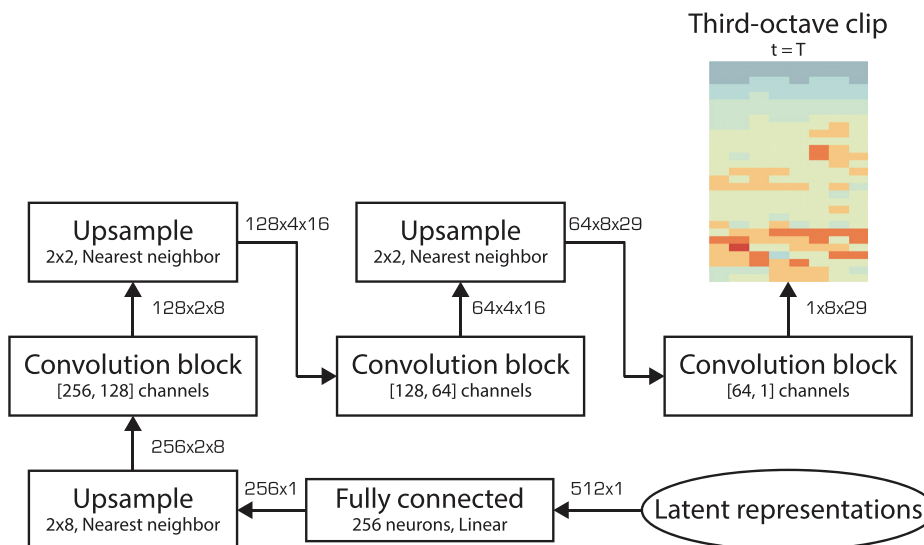 Third-octave clip
t = T
Upsample
2x2, Nearest neighbor
128x4x16
Upsample
2x2, Nearest neighbor
64x8x29
128x2x8
64x4x16
1x8x29
Convolution block
[256, 128] channels
Convolution block
[128, 64] channels
Convolution block
[64, 1] channels
256x2x8
Upsample
2x8, Nearest neighbor
256x1
Fully connected
256 neurons, Linear
512x1
Latent representations